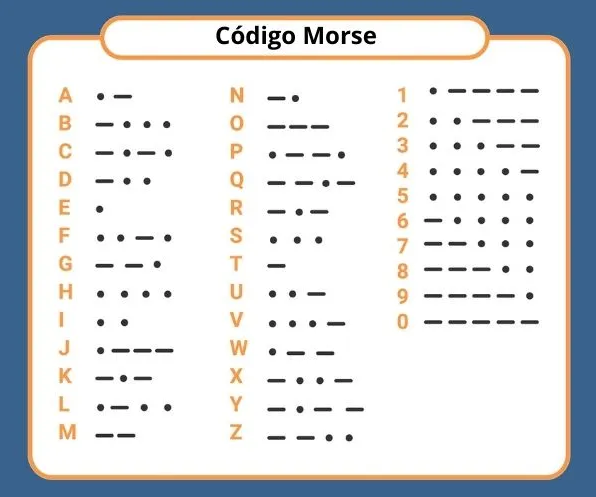 Código Morse
A • —
B — • • •
C — • — •
D — • •
E •
F • • — •
G — — •
H • • • •
I • •
J • — — —
K — • —
L • — • •
M — —
N — •
O — — —
P • — — •
Q — — • —
R — • —
S • • •
T —
U • • —
V • • • —
W • — —
X — • • —
Y — • — —
Z — — • •
1 • — — — —
2 • • — — —
3 • • • — —
4 • • • • —
5 • • • • •
6 — • • • •
7 — — • • •
8 — — — • •
9 — — — — •
0 — — — — —